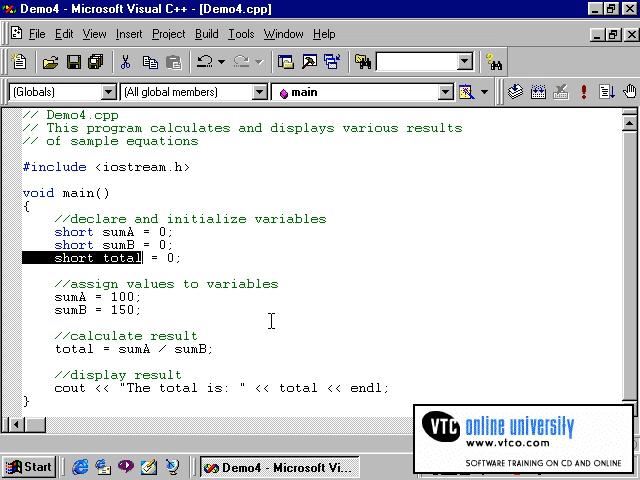 Demo4 - Microsoft Visual C++ - [Demo4.cpp]
File Edit View Insert Project Build Tools Window Help
(Globals) (All global members) main
// Demo4.cpp
// This program calculates and displays various results
// of sample equations
#include <iostream.h>
void main()
{
//declare and initialize variables
short sumA = 0;
short sumB = 0;
short total = 0;
//assign values to variables
sumA = 100;
sumB = 150;
//calculate result
total = sumA / sumB;
//display result
cout << "The total is: " << total << endl;
}
VTC online university
www.vtco.com
SOFTWARE TRAINING ON CD AND ONLINE
Start Demo4 - Microsoft Vi...